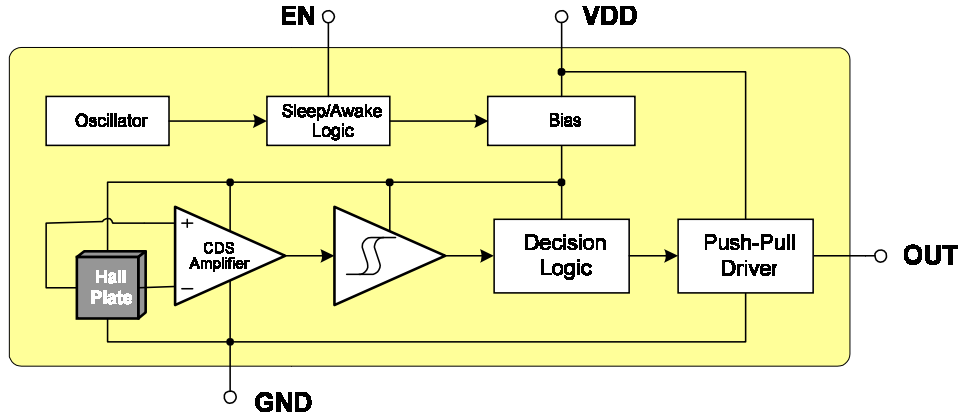 EN
VDD
Oscillator
Sleep/Awake
Logic
Bias
+
CDS
Amplifier
−
Hall
Plate
Decision
Logic
Push-Pull
Driver
OUT
GND